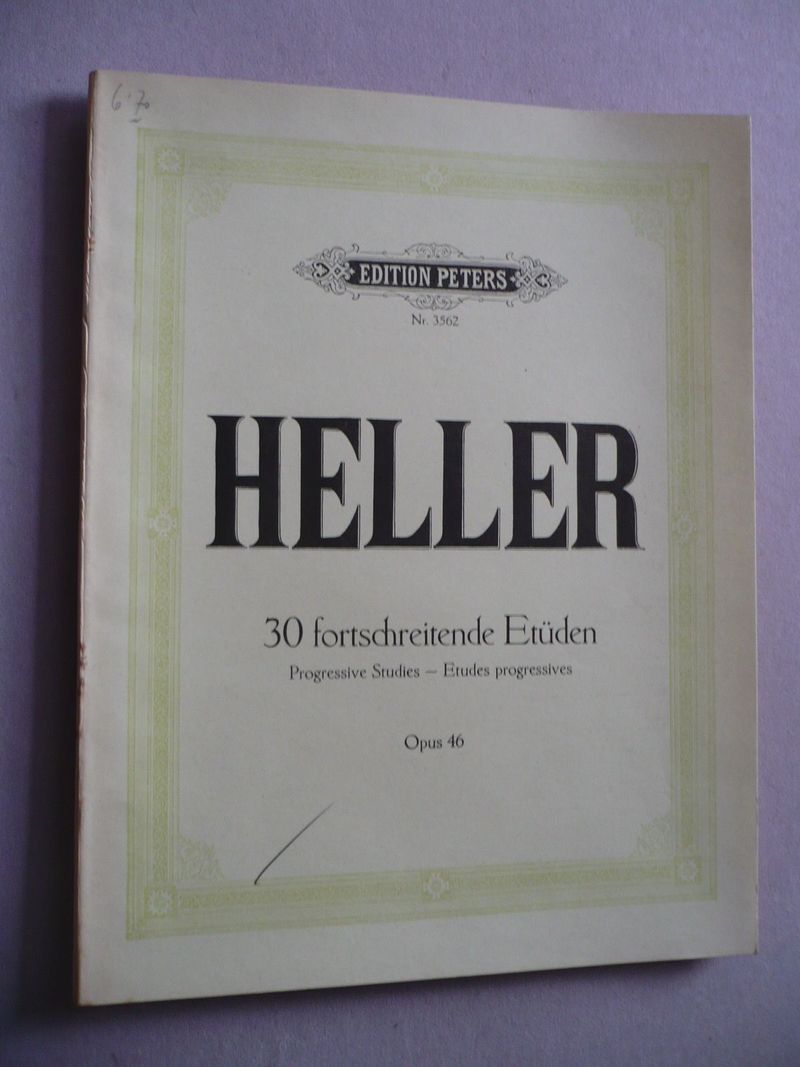 6.70
EDITION PETERS
Nr. 3562
HELLER
30 fortschreitende Etüden
Progressive Studies — Etudes progressives
Opus 46